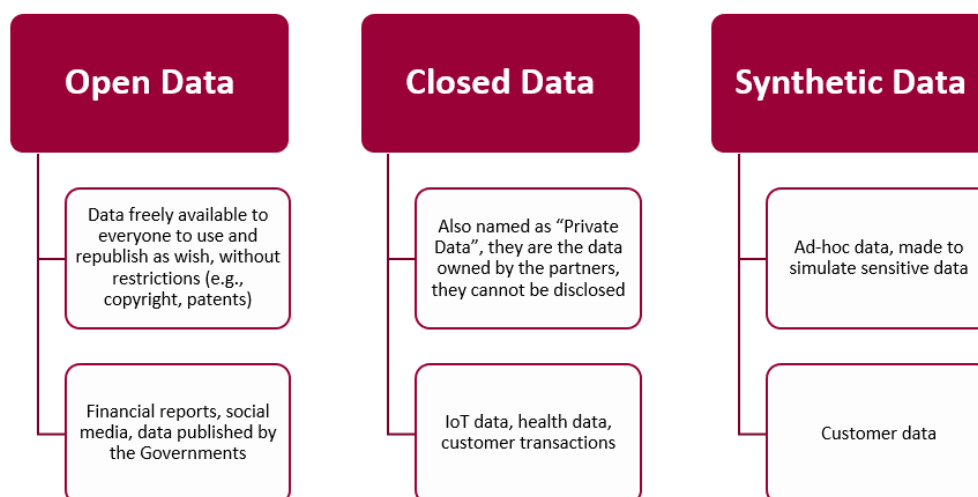 Open Data
Data freely available to
everyone to use and
republish as wish, without
restrictions (e.g.,
copyright, patents)
Financial reports, social
media, data published by
the Governments
Closed Data
Also named as “Private
Data”, they are the data
owned by the partners,
they cannot be disclosed
IoT data, health data,
customer transactions
Synthetic Data
Ad-hoc data, made to
simulate sensitive data
Customer data